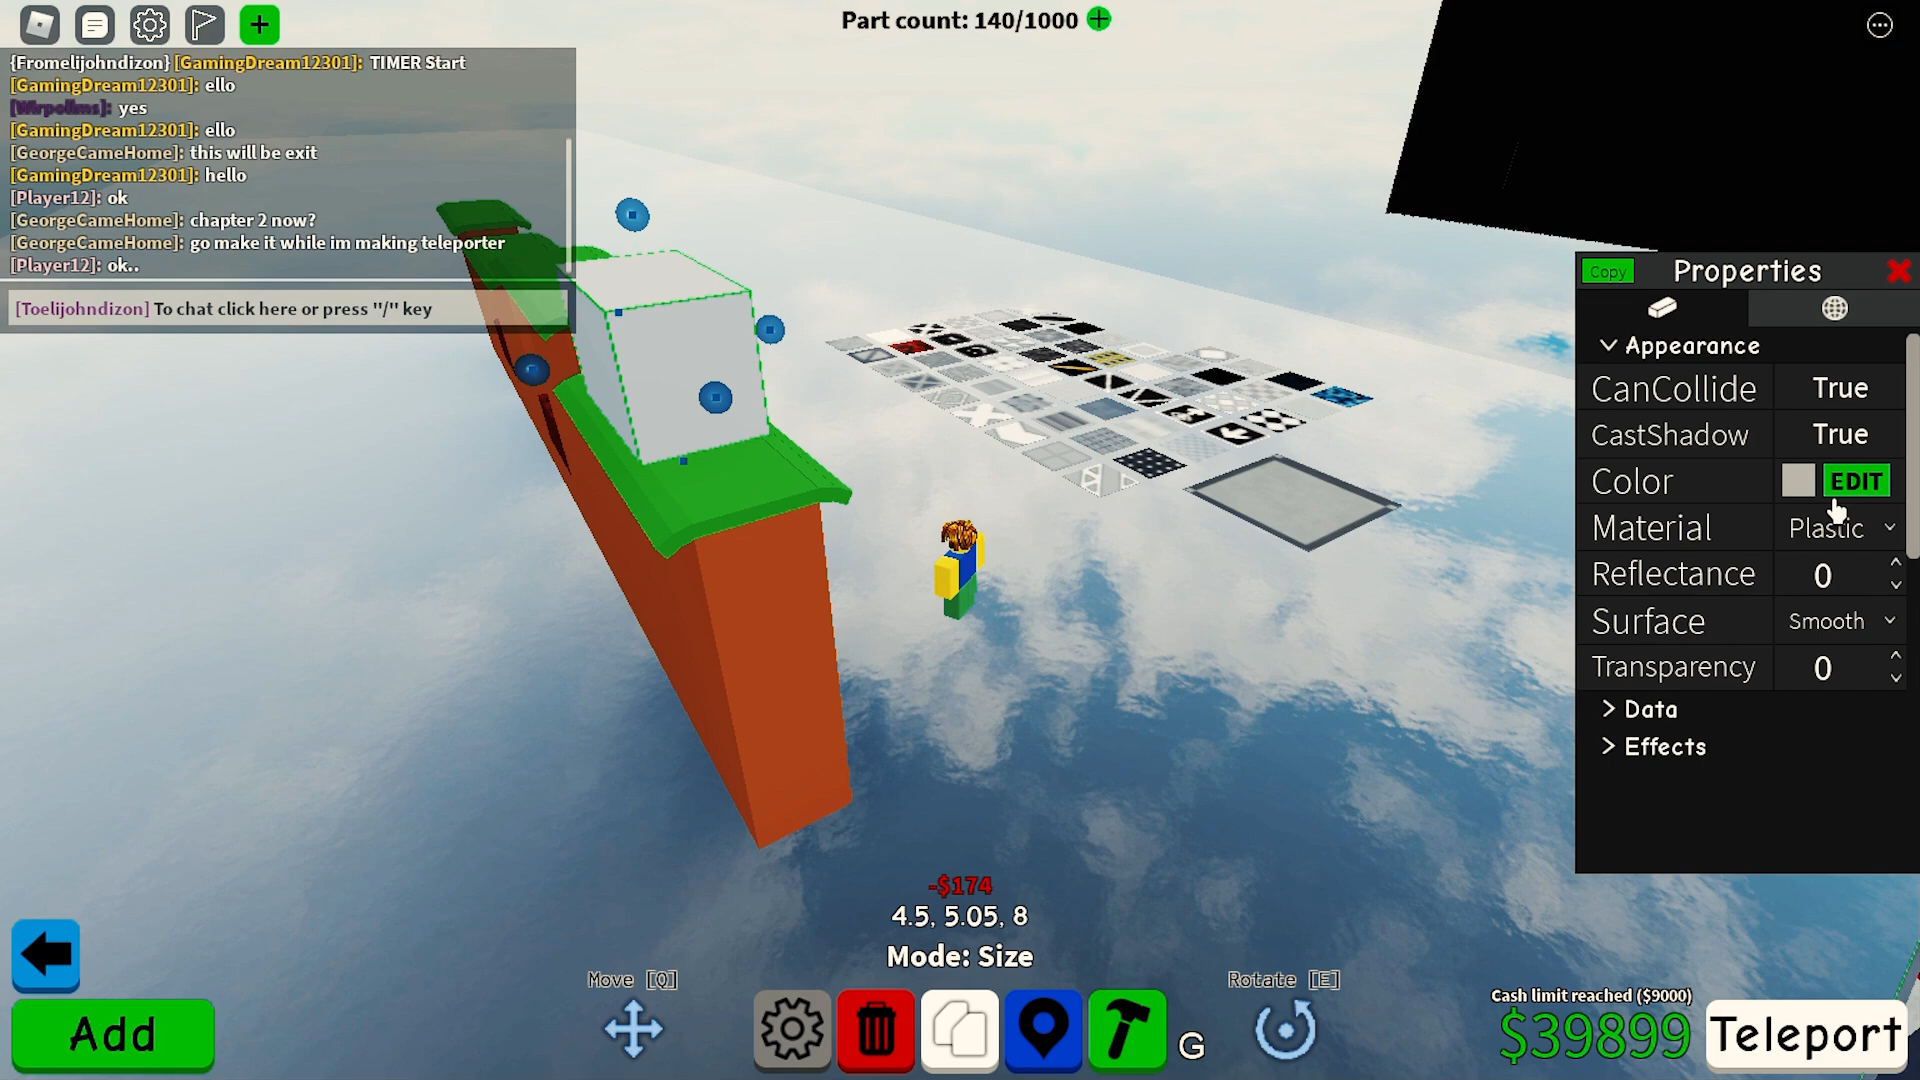 Part count: 140/1000
{Fromelijohndizon} [GamingDream12301]: TIMER Start
[GamingDream12301]: ello
[Wirpollms]: yes
[GamingDream12301]: ello
[GeorgeCameHome]: this will be exit
[GamingDream12301]: hello
[Player12]: ok
[GeorgeCameHome]: chapter 2 now?
[GeorgeCameHome]: go make it while im making teleporter
[Player12]: ok..
[Toelijohndizon] To chat click here or press "/" key
Copy
Properties
Appearance
CanCollide True
CastShadow True
Color EDIT
Material Plastic
Reflectance 0
Surface Smooth
Transparency 0
> Data
> Effects
-$174
4.5, 5.05, 8
Mode: Size
Move [Q]
Rotate [E]
G
Add
Cash limit reached ($9000)
$39899
Teleport